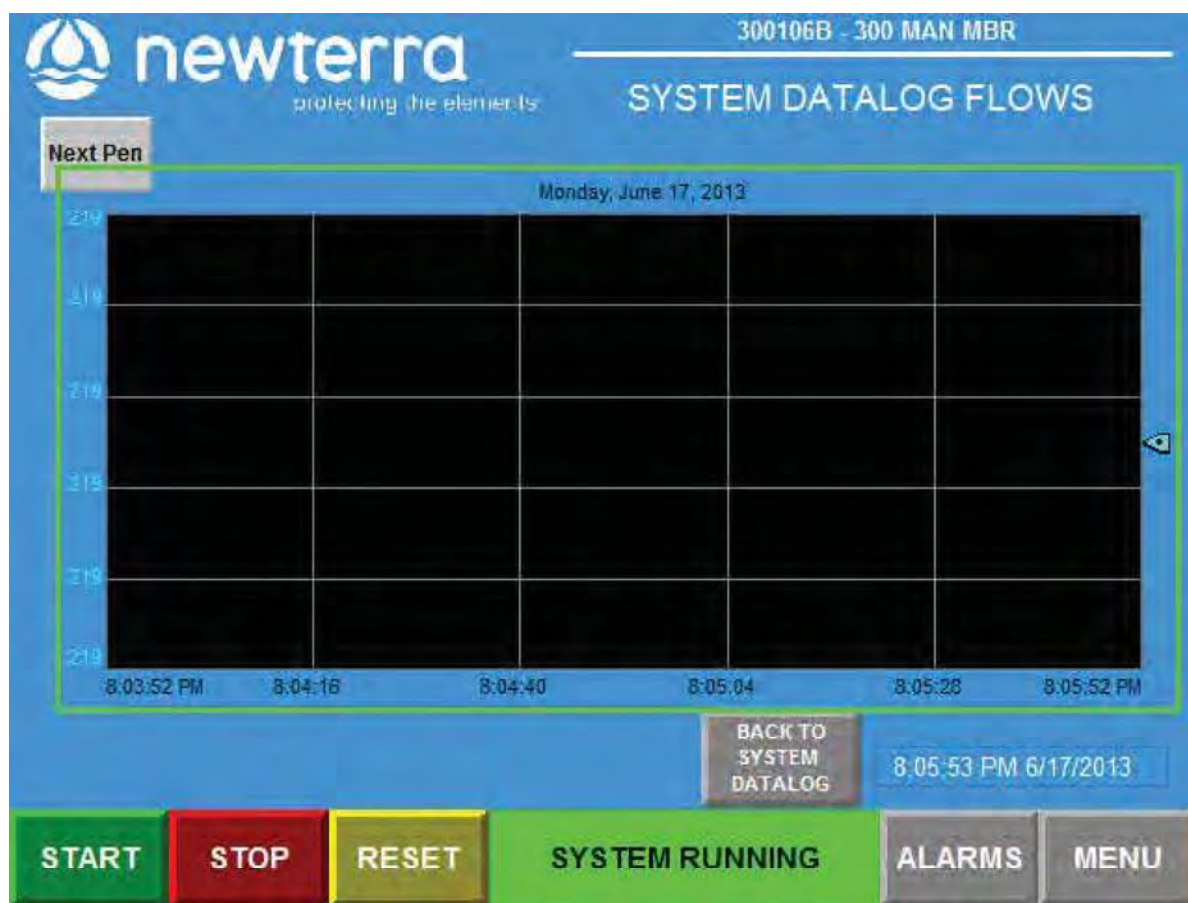 newterra
protecting the elements
300106B - 300 MAN MBR
SYSTEM DATALOG FLOWS
Next Pen
Monday, June 17, 2013
219
219
219
219
219
219
8:03:52 PM 8:04:16 8:04:40 8:05:04 8:05:28 8:05:52 PM
BACK TO
SYSTEM
DATALOG
8:05:53 PM 6/17/2013
START STOP RESET SYSTEM RUNNING ALARMS MENU